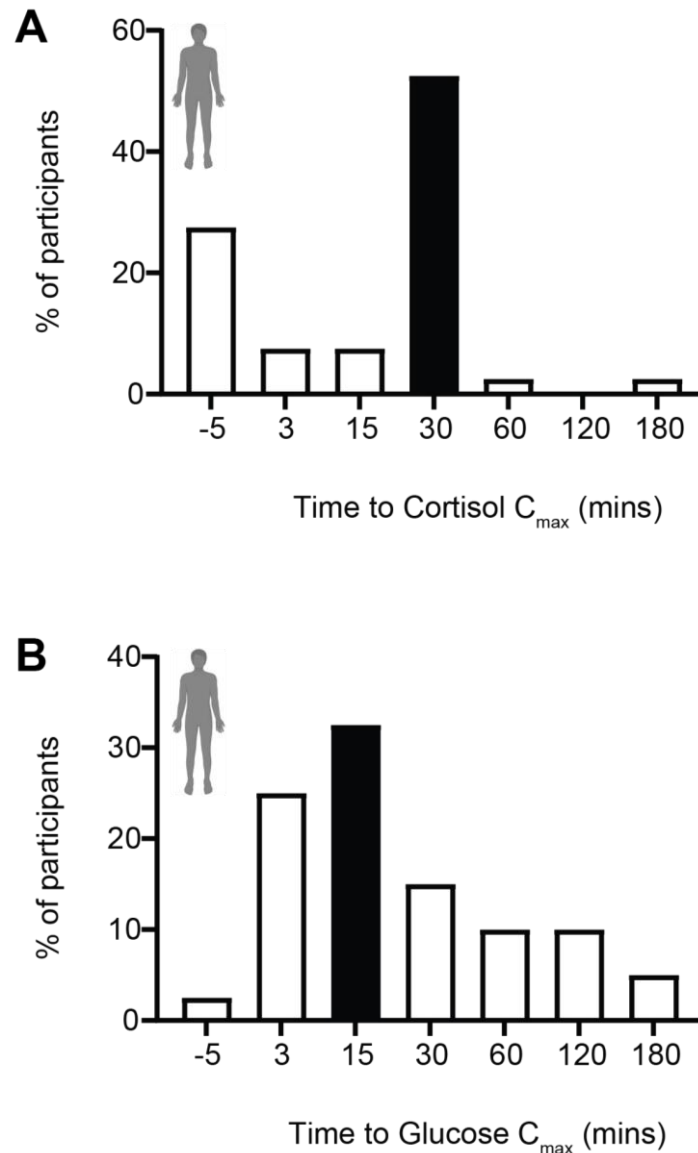 A
60
40
20
0
% of participants
-5 3 15 30 60 120 180
Time to Cortisol Cmax (mins)
B
40
30
20
10
0
% of participants
-5 3 15 30 60 120 180
Time to Glucose Cmax (mins)